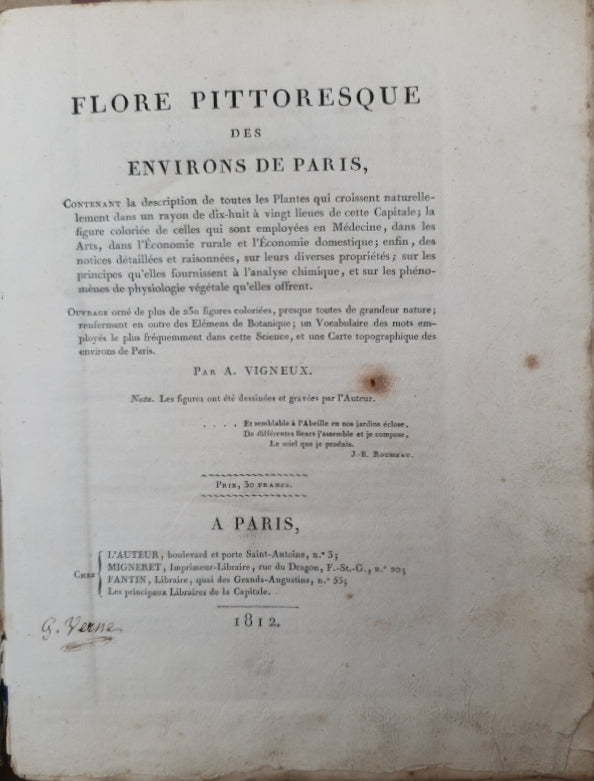 FLORE PITTORESQUE
DES
ENVIRONS DE PARIS,
CONTENANT la description de toutes les Plantes qui croissent naturelle-
lement dans un rayon de dix-huit à vingt lieues de cette Capitale; la
figure coloriée de celles qui sont employées en Médecine, dans les
Arts, dans l'Économie rurale et l'Économie domestique; enfin, des
notices détaillées et raisonnées, sur leurs diverses propriétés; sur les
principes qu'elles fournissent à l'analyse chimique, et sur les phéno-
mènes de physiologie végétale qu'elles offrent.
OUVRAGE orné de plus de 250 figures coloriées, presque toutes de grandeur nature;
renfermant en outre des Elémens de Botanique; un Vocabulaire des mots em-
ployés le plus fréquemment dans cette Science, et une Carte topographique des
environs de Paris.
PAR A. VIGNEUX.
Nota. Les figures ont été dessinées et gravées par l'Auteur.
. . . . Et semblable à l'Abeille en nos jardins éclose,
De différentes fleurs j'assemble et je compose,
Le miel que je produis.
J.-B. ROUSSEAU.
PRIX, 30 FRANCS.
A PARIS,
CHEZ
L'AUTEUR, boulevard et porte Saint-Antoine, n.° 3;
MIGNERET, Imprimeur-Libraire, rue du Dragon, F.-St.-G., n.° 20;
FANTIN, Libraire, quai des Grands-Augustins, n.° 55;
Les principaux Libraires de la Capitale.
1812.
G. Verne